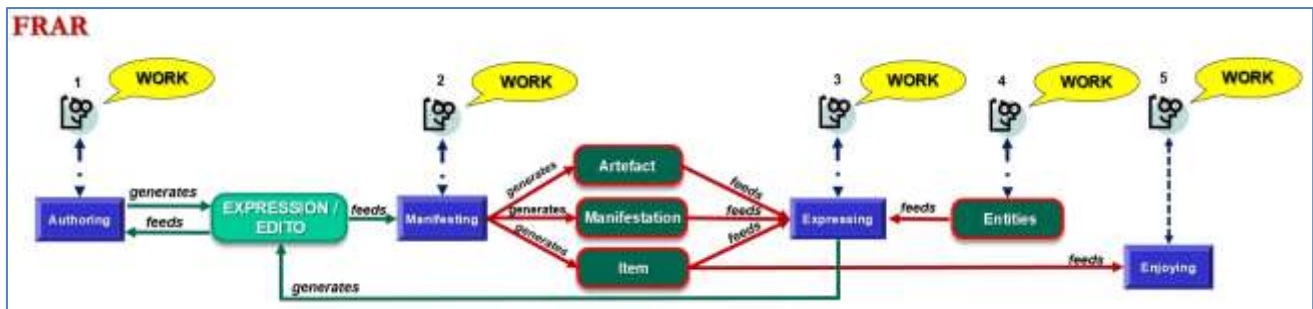 FRAR
1
WORK
2
WORK
3
WORK
4
WORK
5
WORK
generates
feeds
Authoring
EXPRESSION /
EDITO
feeds
Manifesting
generates
generates
generates
Artefact
Manifestation
Item
feeds
feeds
feeds
Expressing
feeds
Entities
feeds
Enjoying
generates